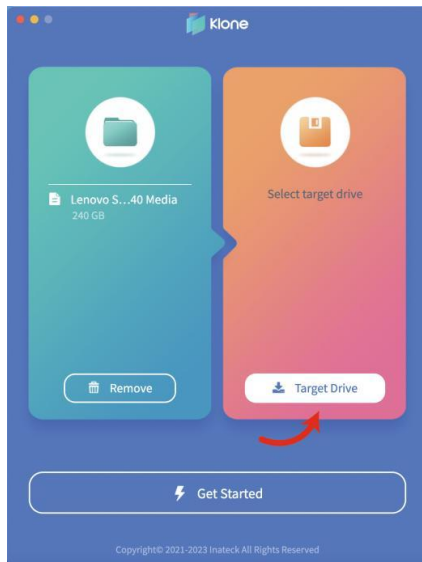 Klone
Lenovo S...40 Media
240 GB
Remove
Select target drive
Target Drive
Get Started
Copyright© 2021-2023 Inateck All Rights Reserved